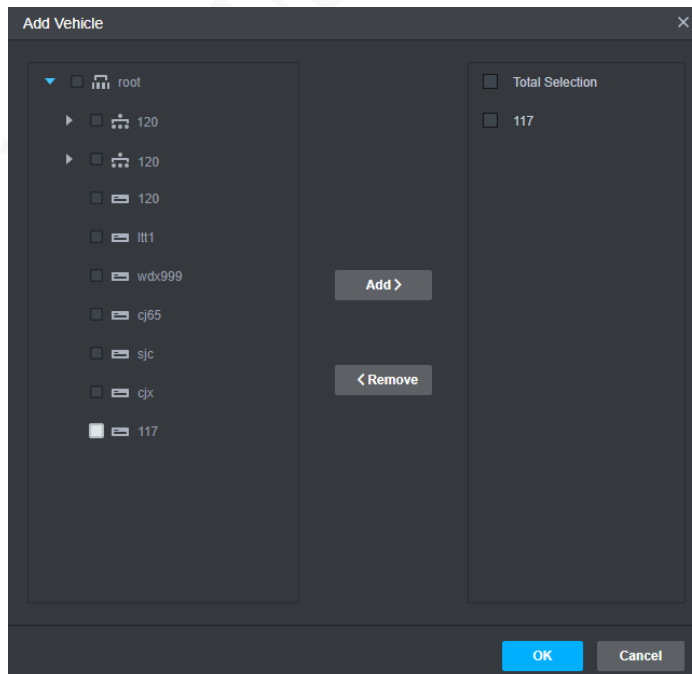 Add Vehicle
root
120
120
120
ltt1
wdx999
cj65
sjc
cjx
117
Add >
< Remove
Total Selection
117
OK
Cancel